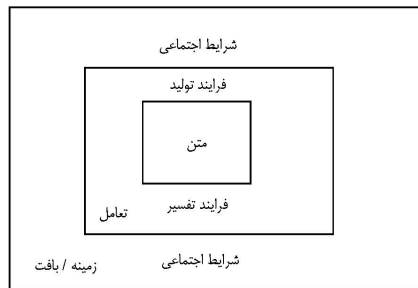 شرایط اجتماعی
فرایند تولید
متن
فرایند تفسیر
تعامل
شرایط اجتماعی
زمینه / بافت